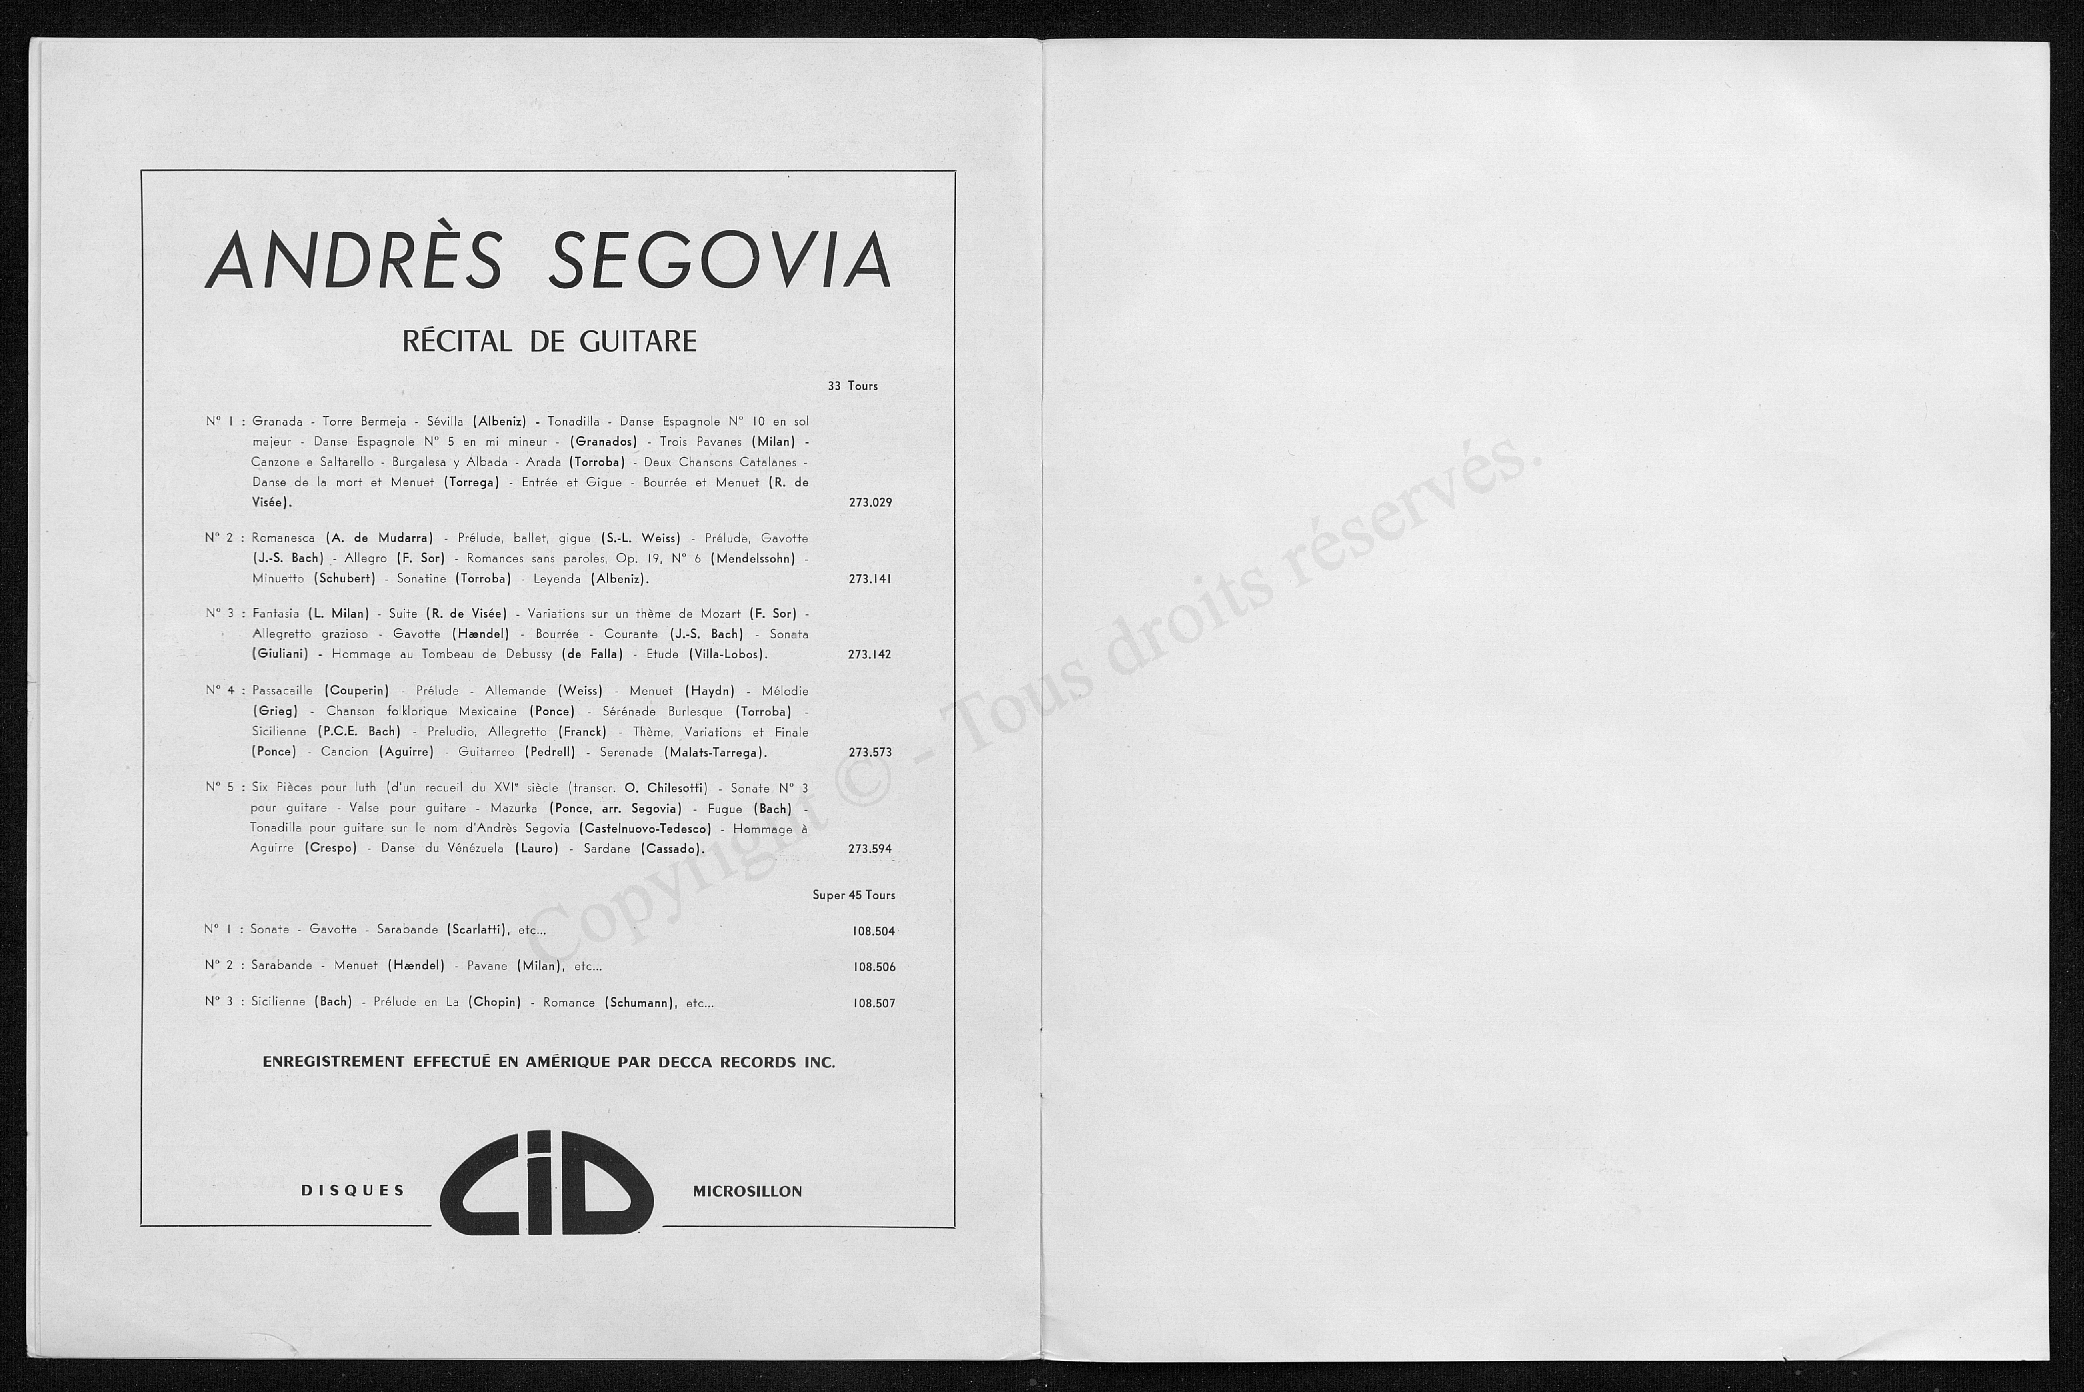 ANDRÈS SEGOVIA
RÉCITAL DE GUITARE
33 Tours
N° 1 : Granada - Torre Bermeja - Sévilla (Albeniz) - Tonadilla - Danse Espagnole N° 10 en sol
majeur - Danse Espagnole N° 5 en mi mineur - (Granados) - Trois Pavanes (Milan) -
Canzone e Saltarello - Burgalesa y Albada - Arada (Torroba) - Deux Chansons Catalanes -
Danse de la mort et Menuet (Torrega) - Entrée et Gigue - Bourrée et Menuet (R. de
Visée). 273.029
N° 2 : Romanesca (A. de Mudarra) - Prélude, ballet, gigue (S.-L. Weiss) - Prélude, Gavotte
(J.-S. Bach) - Allegro (F. Sor) - Romances sans paroles, Op. 19, N° 6 (Mendelssohn) -
Minuetto (Schubert) - Sonatine (Torroba) - Leyenda (Albeniz). 273.141
N° 3 : Fantasia (L. Milan) - Suite (R. de Visée) - Variations sur un thème de Mozart (F. Sor) -
Allegretto grazioso - Gavotte (Hændel) - Bourrée - Courante (J.-S. Bach) - Sonata
(Giuliani) - Hommage au Tombeau de Debussy (de Falla) - Etude (Villa-Lobos). 273.142
N° 4 : Passacaille (Couperin) - Prélude - Allemande (Weiss) - Menuet (Haydn) - Mélodie
(Grieg) - Chanson folklorique Mexicaine (Ponce) - Sérénade Burlesque (Torroba) -
Sicilienne (P.C.E. Bach) - Preludio, Allegretto (Franck) - Thème, Variations et Finale
(Ponce) - Cancion (Aguirre) - Guitarreo (Pedrell) - Serenade (Malats-Tarrega). 273.573
N° 5 : Six Pièces pour luth (d'un recueil du XVIe siècle (transcr. O. Chilesotti) - Sonate N° 3
pour guitare - Valse pour guitare - Mazurka (Ponce, arr. Segovia) - Fugue (Bach) -
Tonadilla pour guitare sur le nom d'Andrès Segovia (Castelnuovo-Tedesco) - Hommage à
Aguirre (Crespo) - Danse du Vénézuela (Lauro) - Sardane (Cassado). 273.594
Super 45 Tours
N° 1 : Sonate - Gavotte - Sarabande (Scarlatti), etc... 108.504
N° 2 : Sarabande - Menuet (Hændel) - Pavane (Milan), etc... 108.506
N° 3 : Sicilienne (Bach) - Prélude en La (Chopin) - Romance (Schumann), etc... 108.507
ENREGISTREMENT EFFECTUÉ EN AMÉRIQUE PAR DECCA RECORDS INC.
DISQUES CID MICROSILLON
Copyright © - Tous droits réservés.